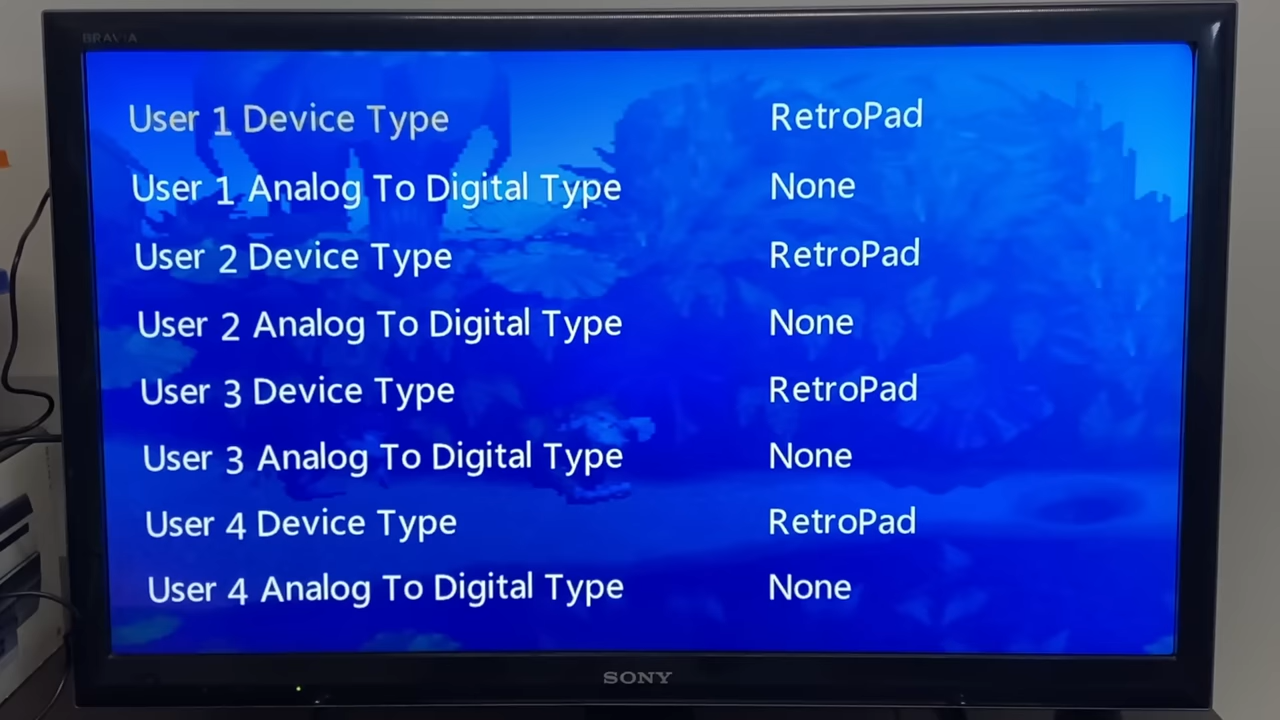 BRAVIA
User 1 Device Type RetroPad
User 1 Analog To Digital Type None
User 2 Device Type RetroPad
User 2 Analog To Digital Type None
User 3 Device Type RetroPad
User 3 Analog To Digital Type None
User 4 Device Type RetroPad
User 4 Analog To Digital Type None
SONY